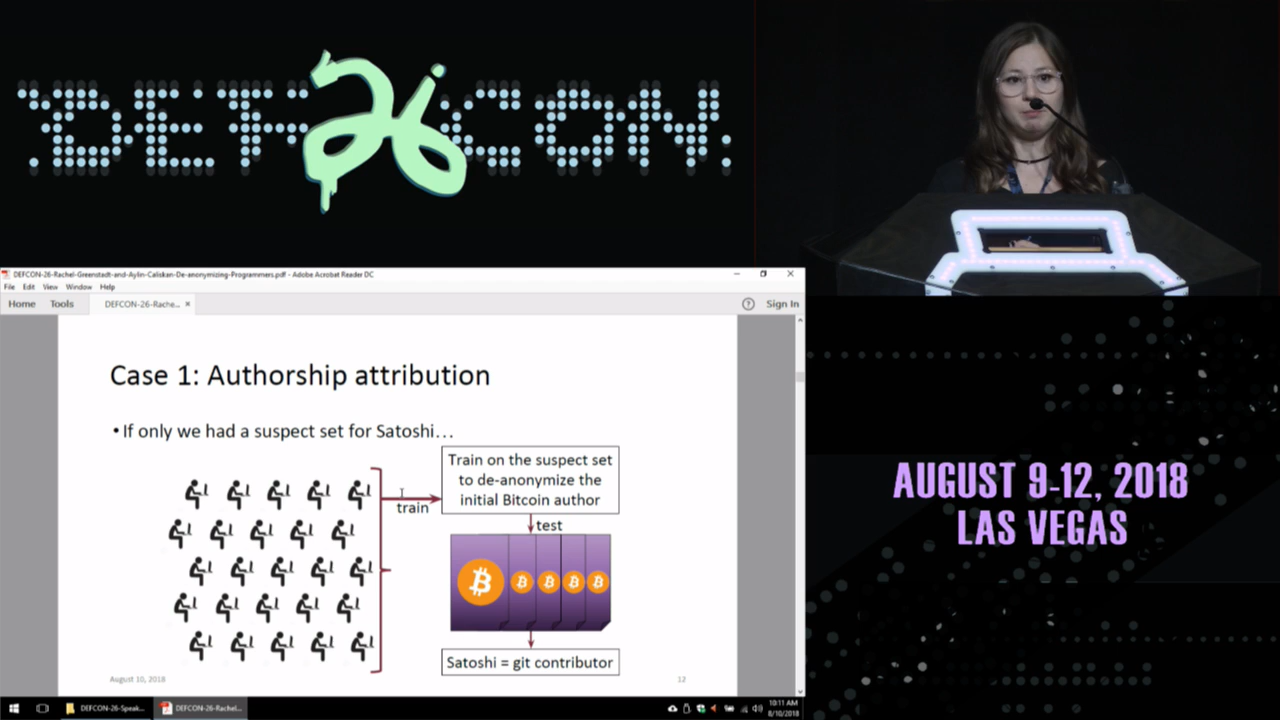 DEF 26 CON
DEFCON-26-Rachel-Greenstadt-and-Aylin-Caliskan-De-anonymizing-Programmers.pdf - Adobe Acrobat Reader DC
File Edit View Window Help
Home Tools DEFCON-26-Rache... × Sign In
Case 1: Authorship attribution
• If only we had a suspect set for Satoshi...
Train on the suspect set
to de-anonymize the
initial Bitcoin author
train
test
Satoshi = git contributor
August 10, 2018 12
DEFCON-26-Speak... DEFCON-26-Rachel...
10:11 AM
8/10/2018
AUGUST 9-12, 2018
LAS VEGAS